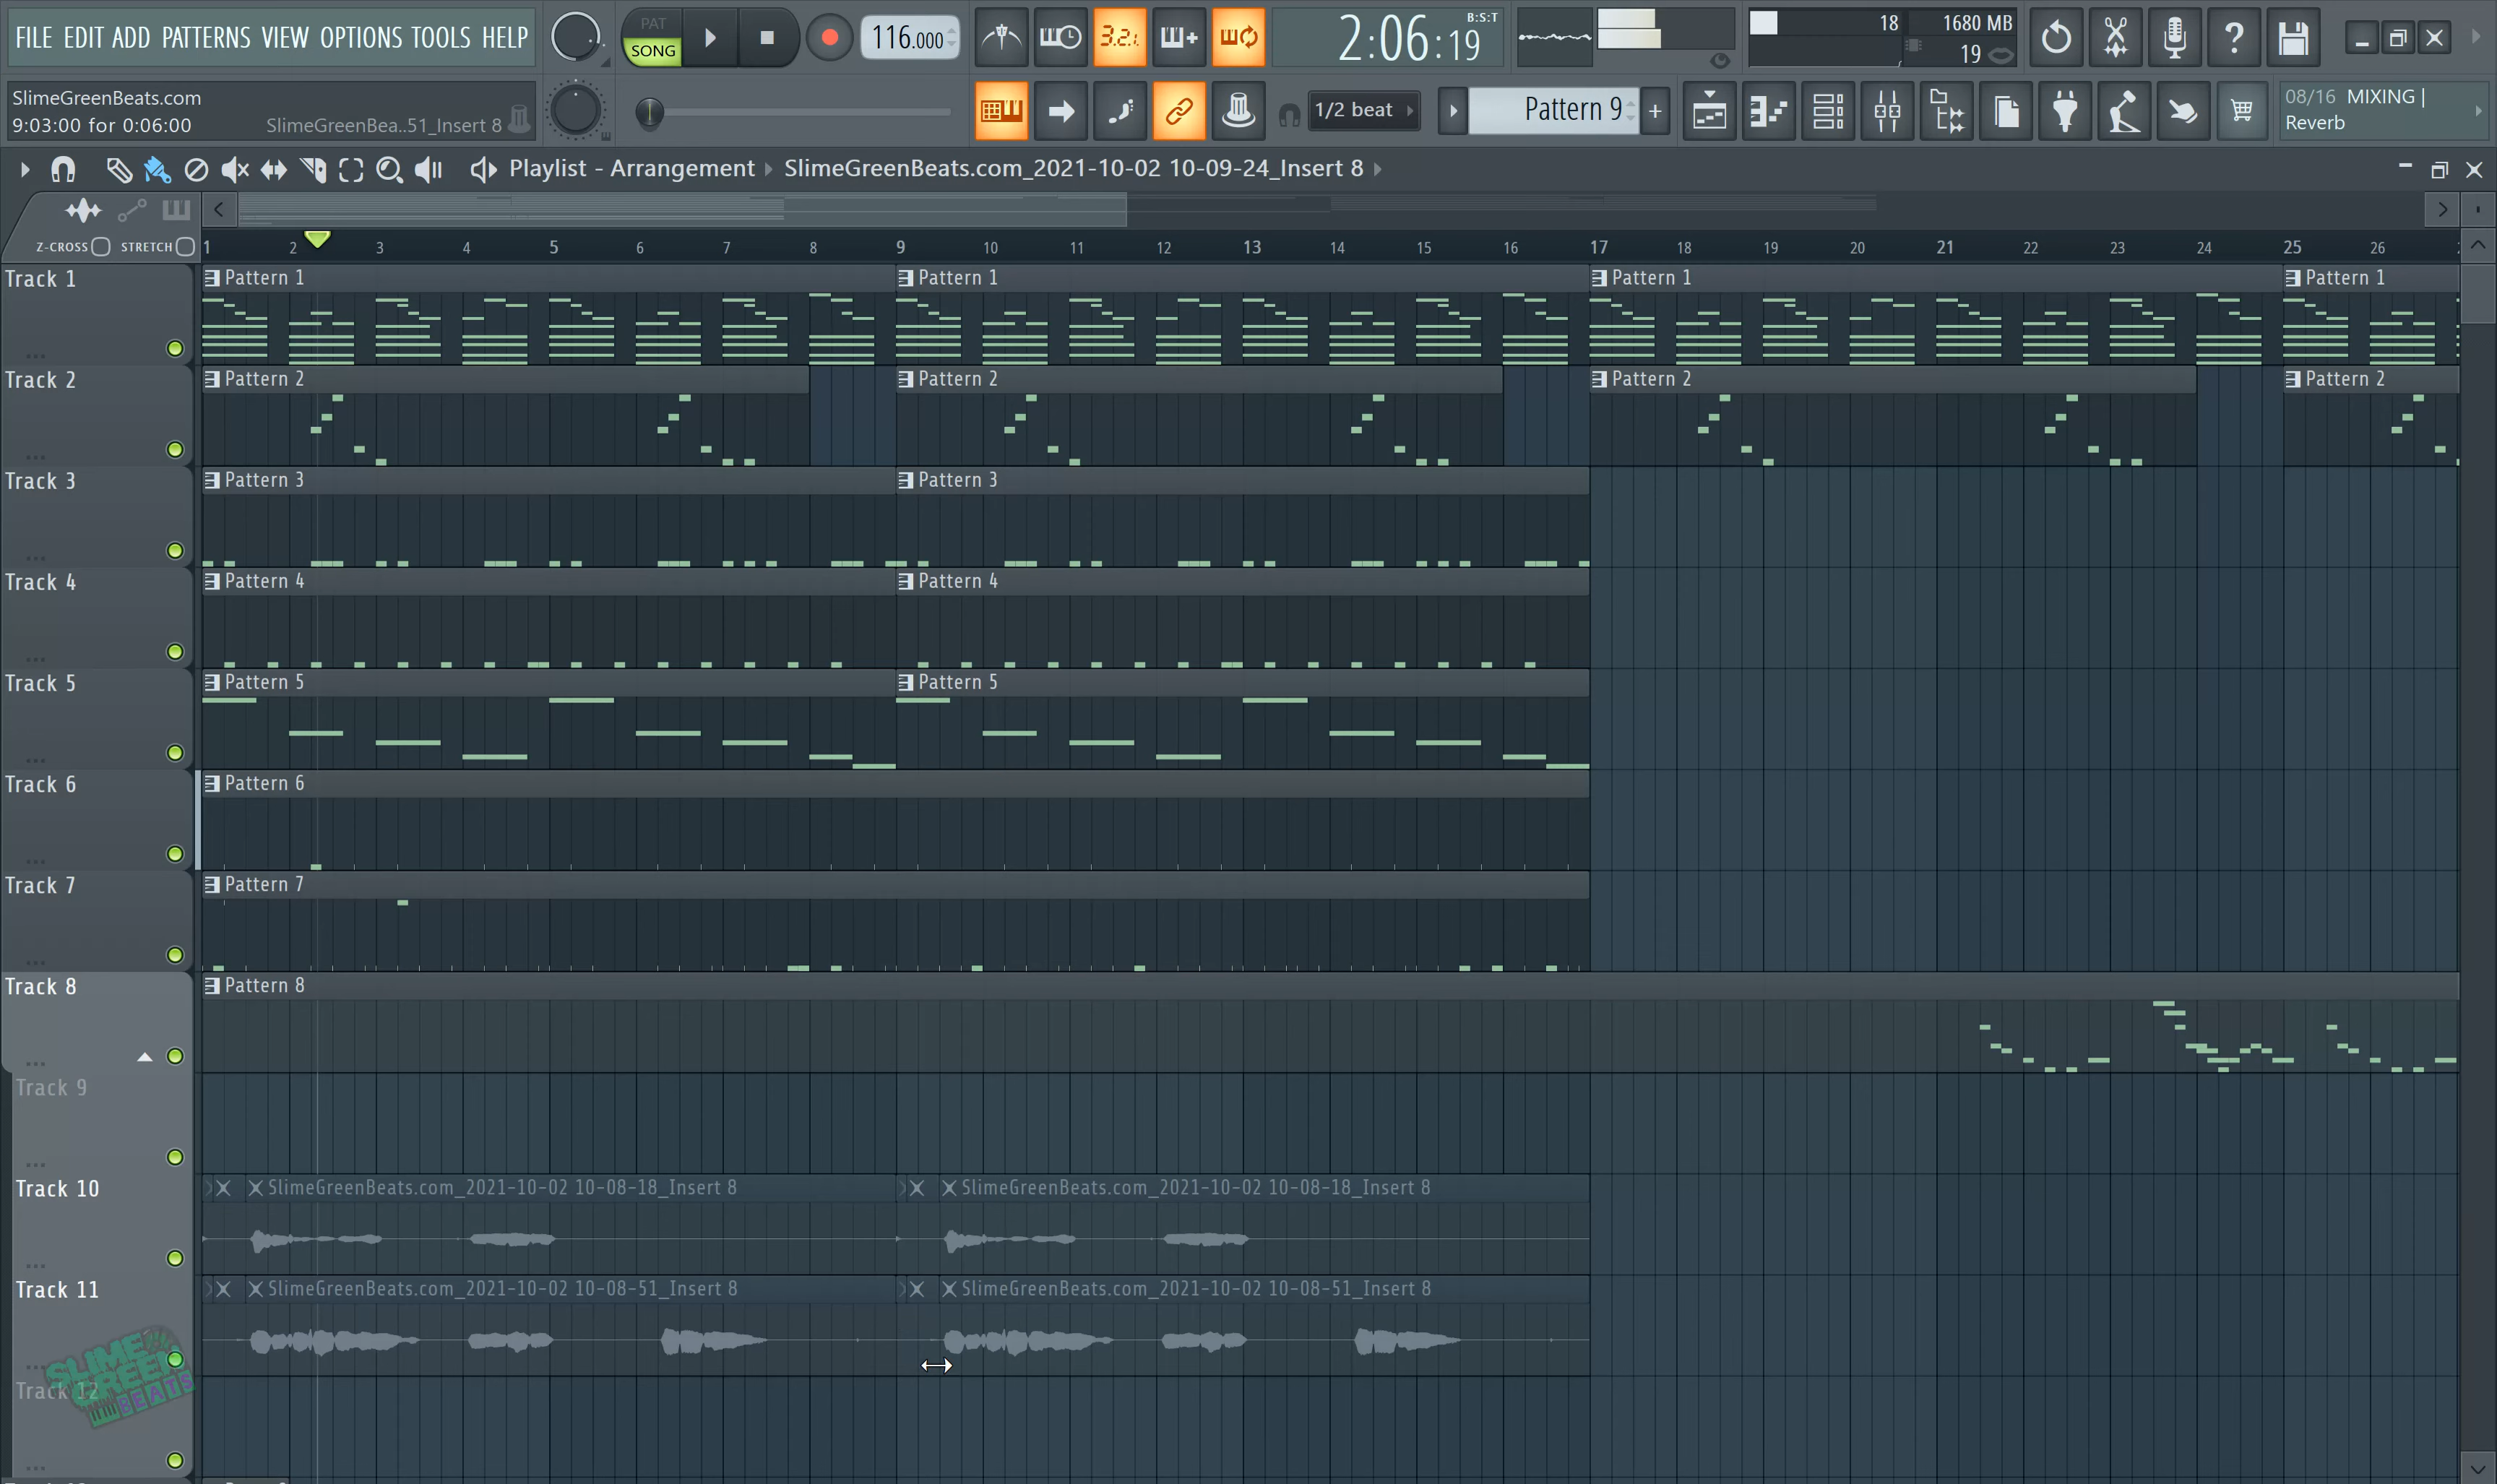 FILE EDIT ADD PATTERNS VIEW OPTIONS TOOLS HELP
PAT
SONG
116.000
3.2.1
B:S:T
2:06:19
18
1680 MB
19
SlimeGreenBeats.com
9:03:00 for 0:06:00
SlimeGreenBea..51_Insert 8
1/2 beat
Pattern 9
08/16 MIXING |
Reverb
Playlist - Arrangement
SlimeGreenBeats.com_2021-10-02 10-09-24_Insert 8
Z-CROSS STRETCH
1 2 3 4 5 6 7 8 9 10 11 12 13 14 15 16 17 18 19 20 21 22 23 24 25 26
Track 1
Pattern 1 Pattern 1 Pattern 1 Pattern 1
Track 2
Pattern 2 Pattern 2 Pattern 2 Pattern 2
Track 3
Pattern 3 Pattern 3
Track 4
Pattern 4 Pattern 4
Track 5
Pattern 5 Pattern 5
Track 6
Pattern 6
Track 7
Pattern 7
Track 8
Pattern 8
Track 9
Track 10
SlimeGreenBeats.com_2021-10-02 10-08-18_Insert 8 SlimeGreenBeats.com_2021-10-02 10-08-18_Insert 8
Track 11
SlimeGreenBeats.com_2021-10-02 10-08-51_Insert 8 SlimeGreenBeats.com_2021-10-02 10-08-51_Insert 8
SLIME
GREEN
BEATS
Track 12